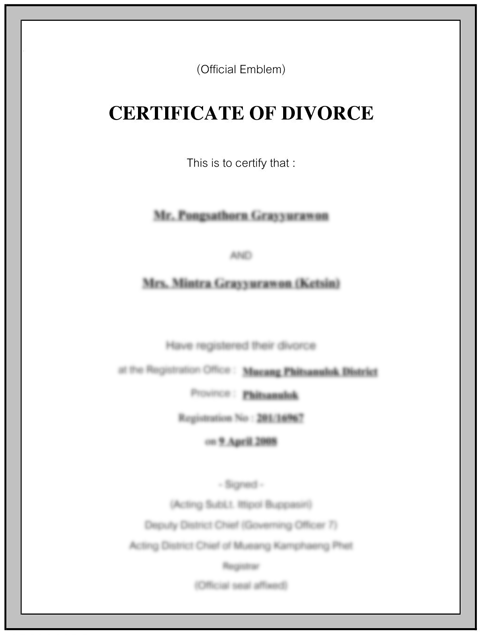 (Official Emblem)
CERTIFICATE OF DIVORCE
This is to certify that :
Mr. Pongsathorn Grayyurawon
AND
Mrs. Mintra Grayyurawon (Ketsin)
Have registered their divorce
at the Registration Office : Mueang Phitsanulok District
Province : Phitsanulok
Registration No : 201/16967
on 9 April 2008
- Signed -
(Acting SubLt. Ittipol Buppasiri)
Deputy District Chief (Governing Officer 7)
Acting District Chief of Mueang Kamphaeng Phet
Registrar
(Official seal affixed)